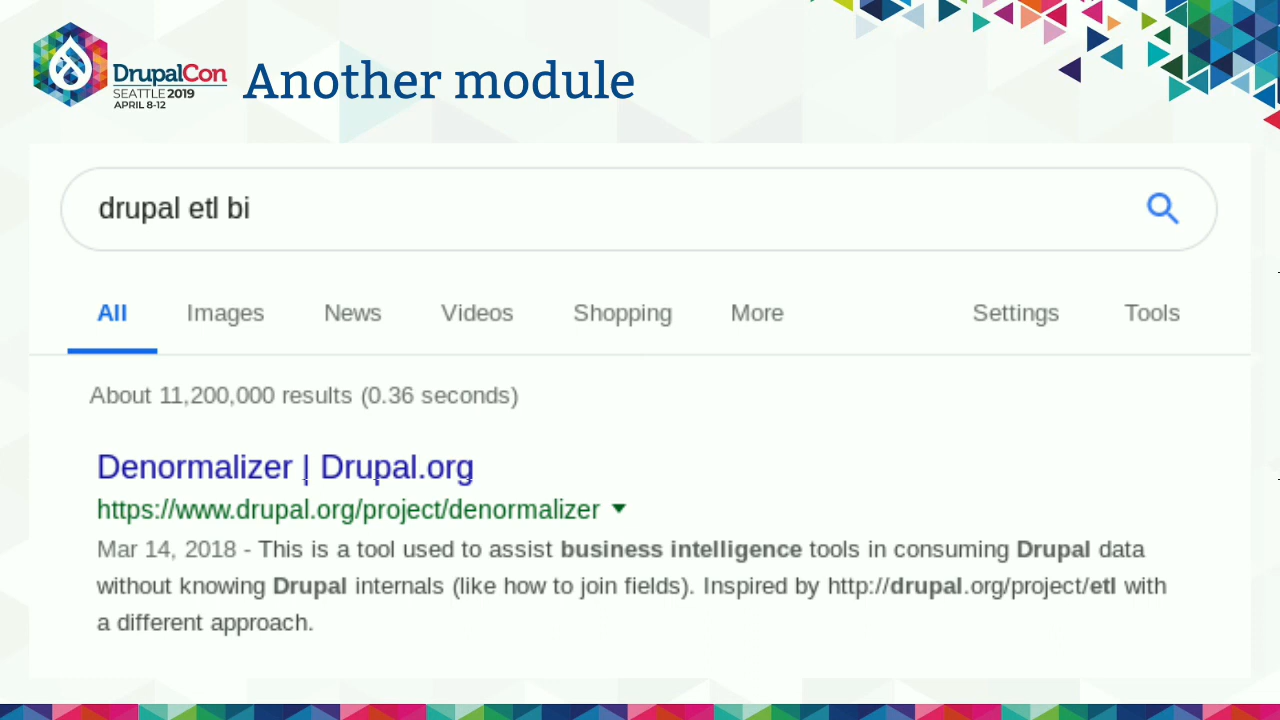 DrupalCon
SEATTLE 2019
APRIL 8-12
Another module
drupal etl bi
All Images News Videos Shopping More Settings Tools
About 11,200,000 results (0.36 seconds)
Denormalizer | Drupal.org
https://www.drupal.org/project/denormalizer
Mar 14, 2018 - This is a tool used to assist business intelligence tools in consuming Drupal data
without knowing Drupal internals (like how to join fields). Inspired by http://drupal.org/project/etl with
a different approach.